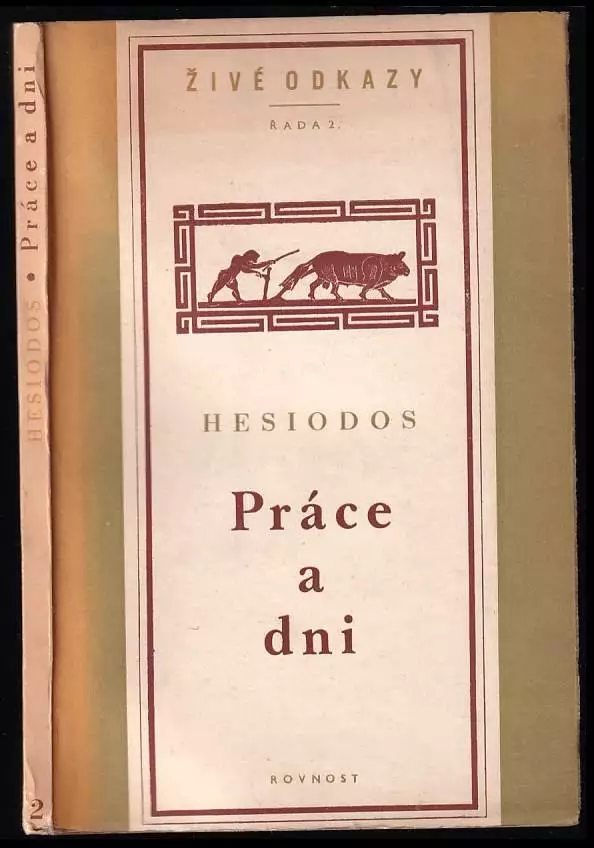 ŽIVÉ ODKAZY
ŘADA 2.
HESIODOS
Práce
a
dni
ROVNOST
HESIODOS • Práce a dni
2